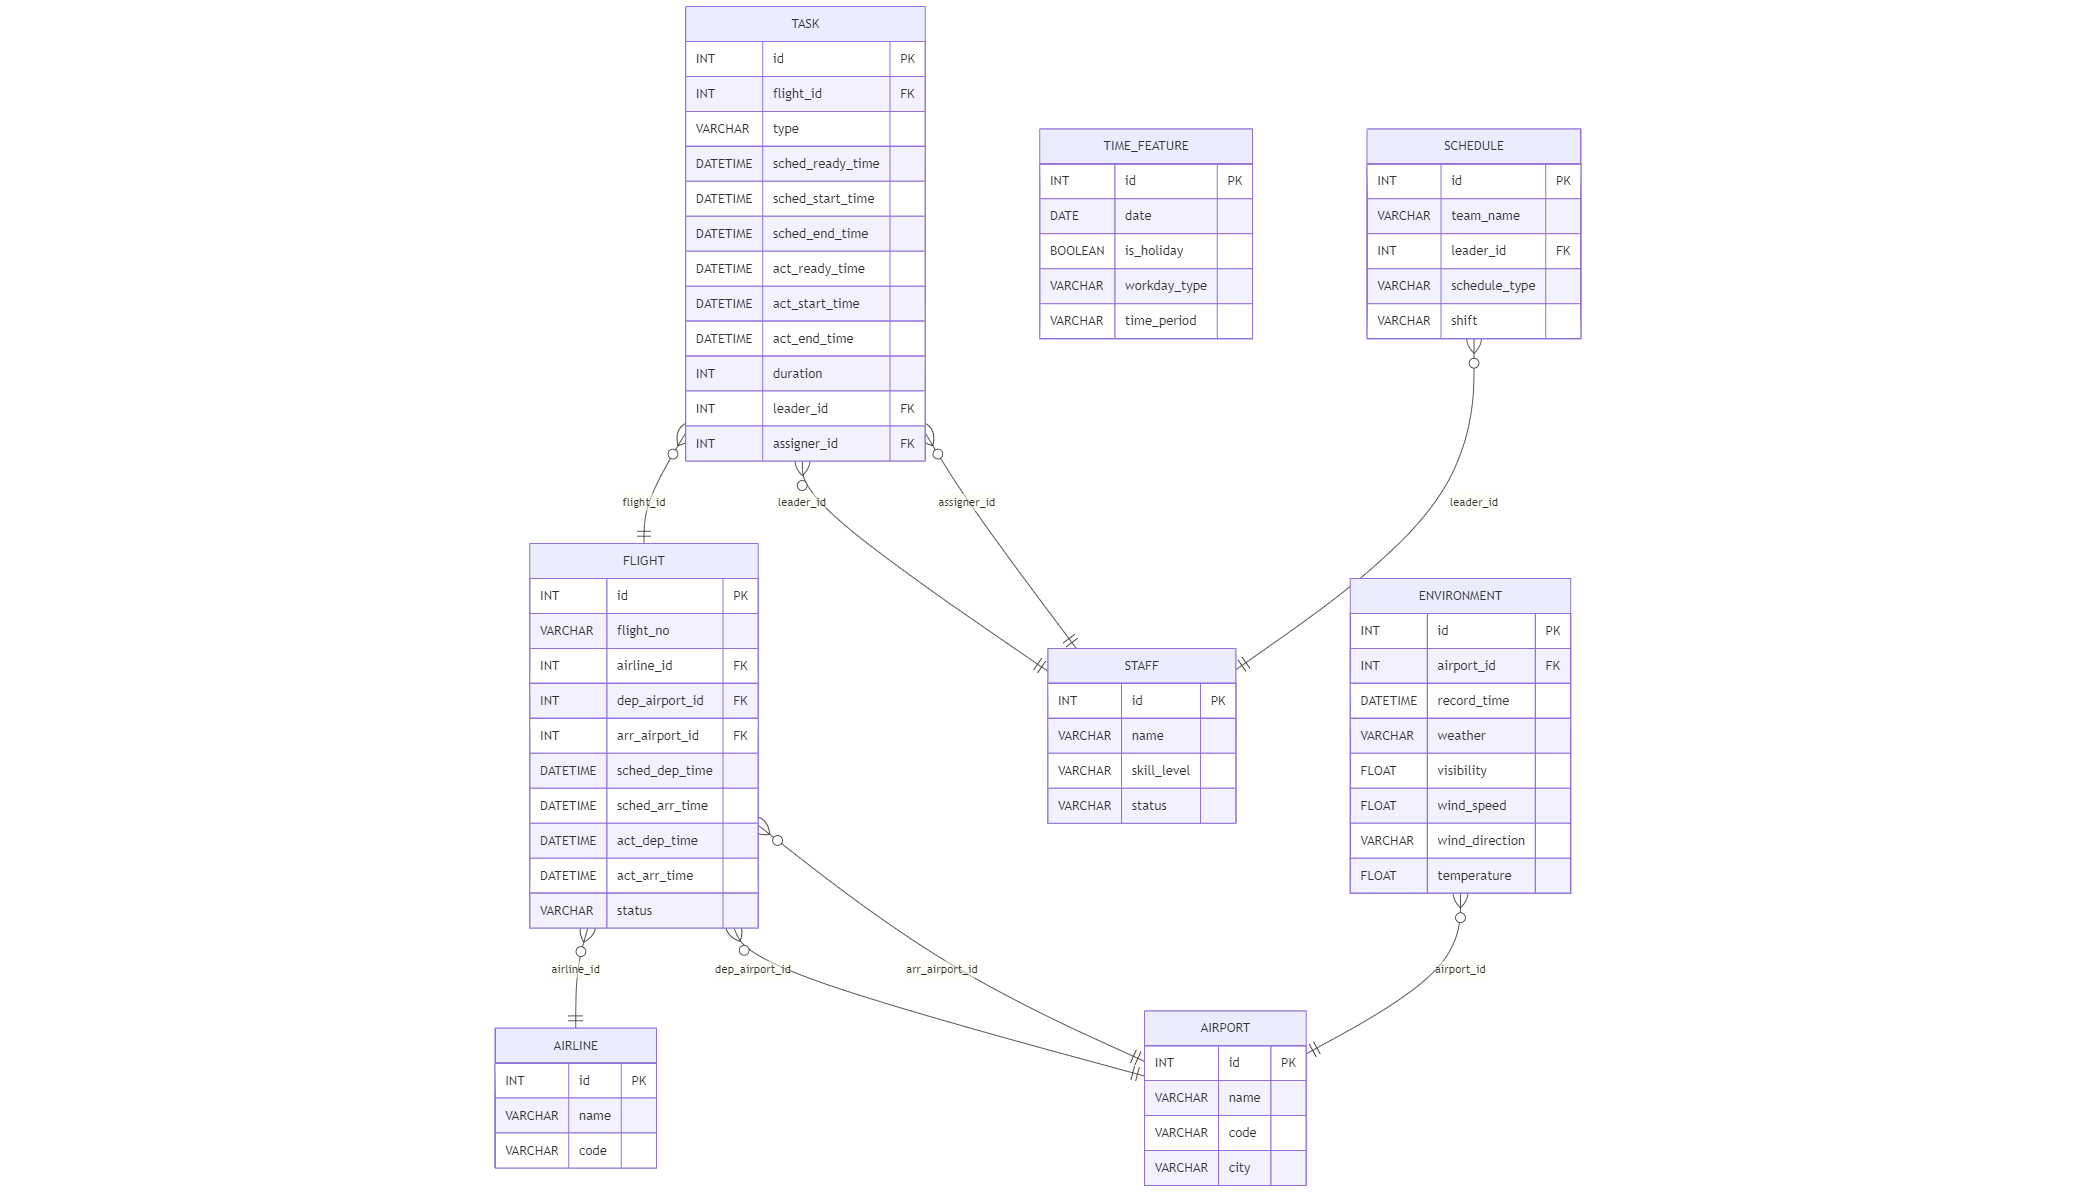 TASK
INT id PK
INT flight_id FK
VARCHAR type
DATETIME sched_ready_time
DATETIME sched_start_time
DATETIME sched_end_time
DATETIME act_ready_time
DATETIME act_start_time
DATETIME act_end_time
INT duration
INT leader_id FK
INT assigner_id FK
TIME_FEATURE
INT id PK
DATE date
BOOLEAN is_holiday
VARCHAR workday_type
VARCHAR time_period
SCHEDULE
INT id PK
VARCHAR team_name
INT leader_id FK
VARCHAR schedule_type
VARCHAR shift
flight_id
leader_id
assigner_id
leader_id
FLIGHT
INT id PK
VARCHAR flight_no
INT airline_id FK
INT dep_airport_id FK
INT arr_airport_id FK
DATETIME sched_dep_time
DATETIME sched_arr_time
DATETIME act_dep_time
DATETIME act_arr_time
VARCHAR status
STAFF
INT id PK
VARCHAR name
VARCHAR skill_level
VARCHAR status
ENVIRONMENT
INT id PK
INT airport_id FK
DATETIME record_time
VARCHAR weather
FLOAT visibility
FLOAT wind_speed
VARCHAR wind_direction
FLOAT temperature
airline_id
dep_airport_id
arr_airport_id
airport_id
AIRLINE
INT id PK
VARCHAR name
VARCHAR code
AIRPORT
INT id PK
VARCHAR name
VARCHAR code
VARCHAR city